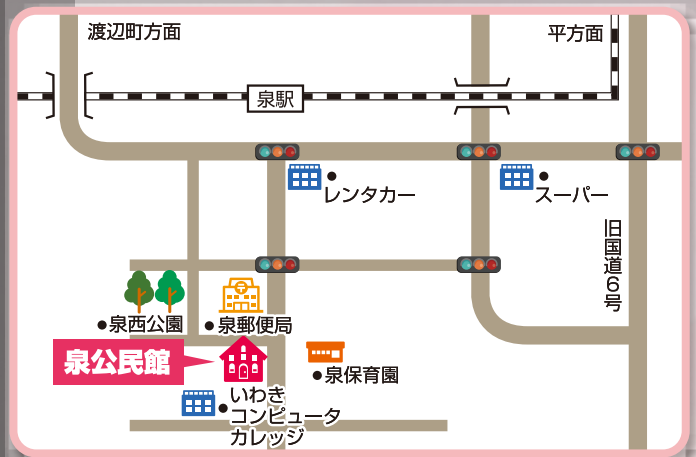 渡辺町方面
平方面
泉駅
●レンタカー
●スーパー
旧国道6号
●泉西公園
●泉郵便局
泉公民館
●泉保育園
●いわき
コンピュータ
カレッジ